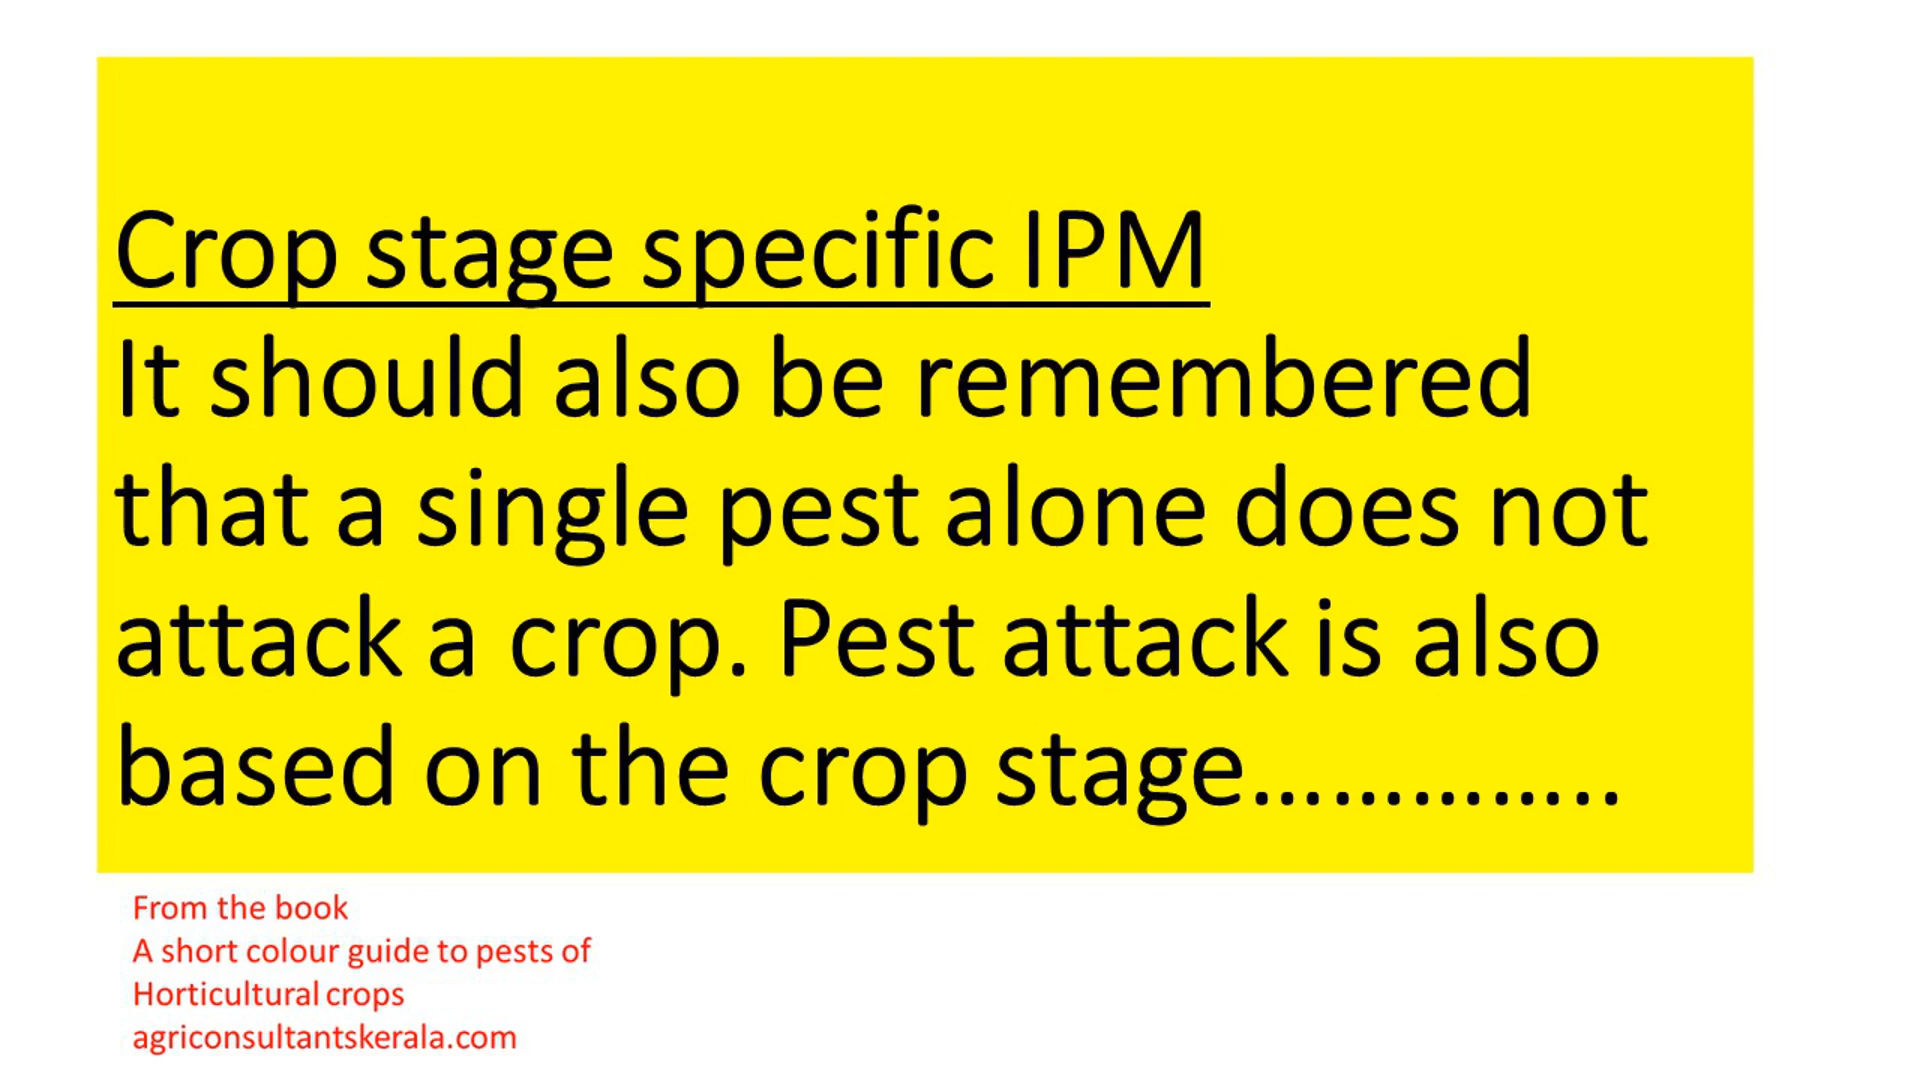 Crop stage specific IPM
It should also be remembered
that a single pest alone does not
attack a crop. Pest attack is also
based on the crop stage…………..
From the book
A short colour guide to pests of
Horticultural crops
agriconsultantskerala.com